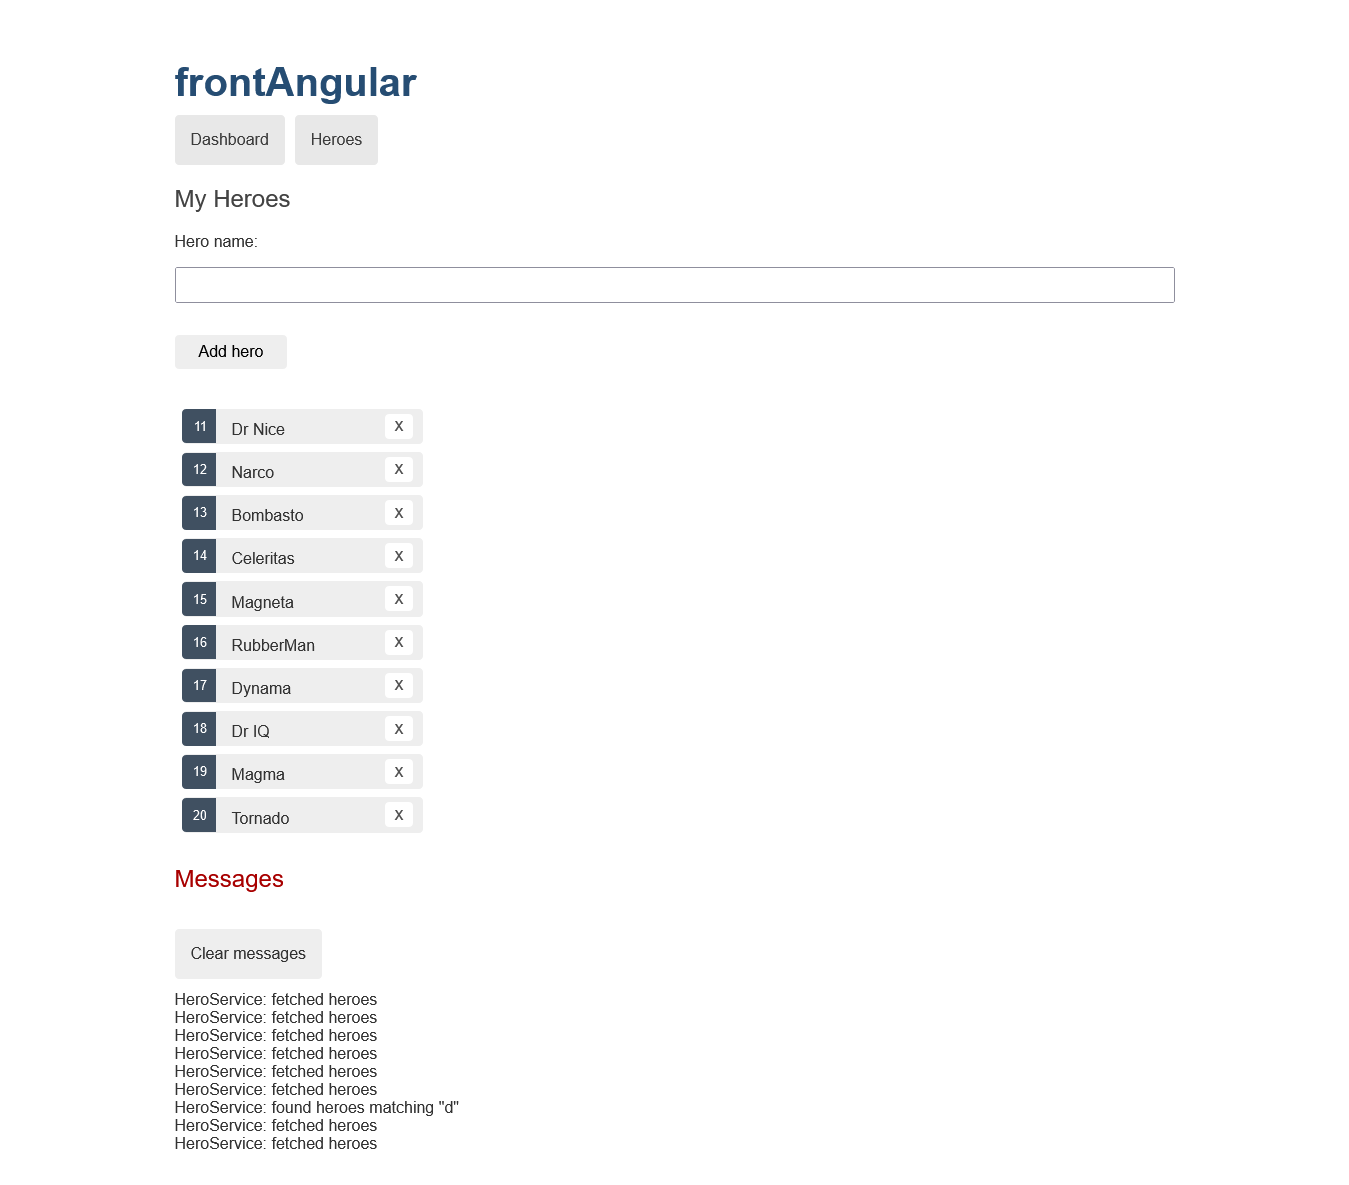 frontAngular
Dashboard Heroes
My Heroes
Hero name:
Add hero
11 Dr Nice x
12 Narco x
13 Bombasto x
14 Celeritas x
15 Magneta x
16 RubberMan x
17 Dynama x
18 Dr IQ x
19 Magma x
20 Tornado x
Messages
Clear messages
HeroService: fetched heroes
HeroService: fetched heroes
HeroService: fetched heroes
HeroService: fetched heroes
HeroService: fetched heroes
HeroService: fetched heroes
HeroService: found heroes matching "d"
HeroService: fetched heroes
HeroService: fetched heroes